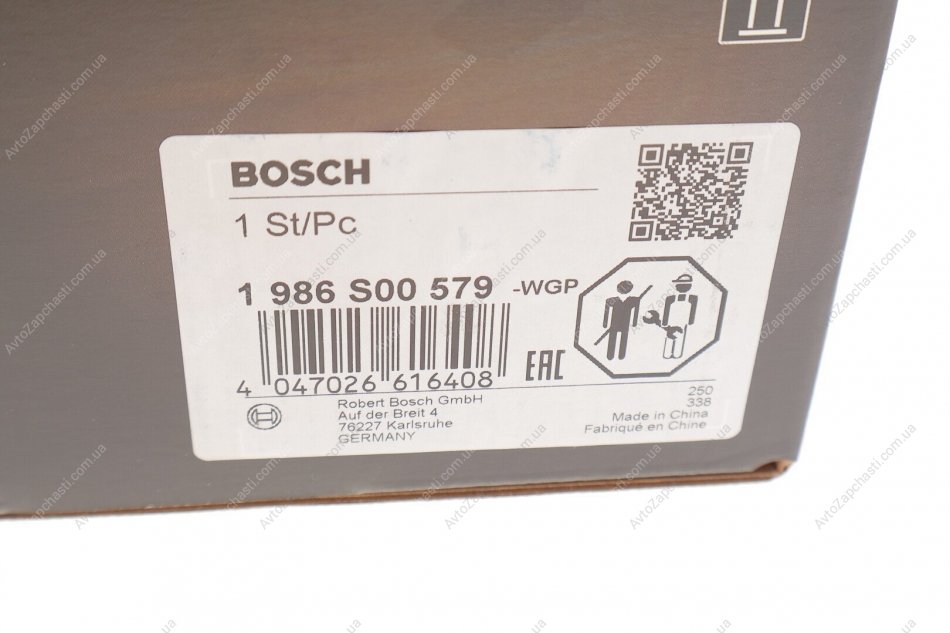 BOSCH
1 St/Pc
1 986 S00 579 -WGP
4 047026 616408
EAC
Robert Bosch GmbH
Auf der Breit 4
76227 Karlsruhe
GERMANY
250
338
Made in China
Fabriqué en Chine
AvtoZapchasti.com.ua